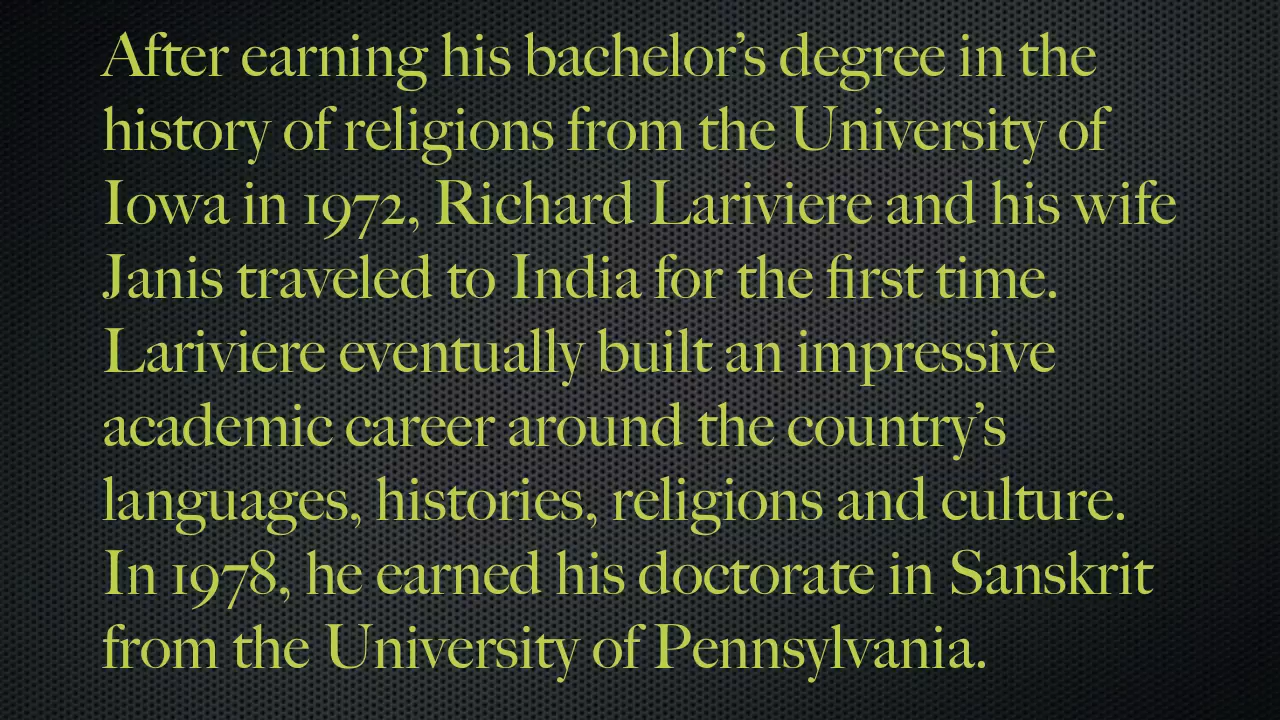 After earning his bachelor’s degree in the
history of religions from the University of
Iowa in 1972, Richard Lariviere and his wife
Janis traveled to India for the first time.
Lariviere eventually built an impressive
academic career around the country’s
languages, histories, religions and culture.
In 1978, he earned his doctorate in Sanskrit
from the University of Pennsylvania.